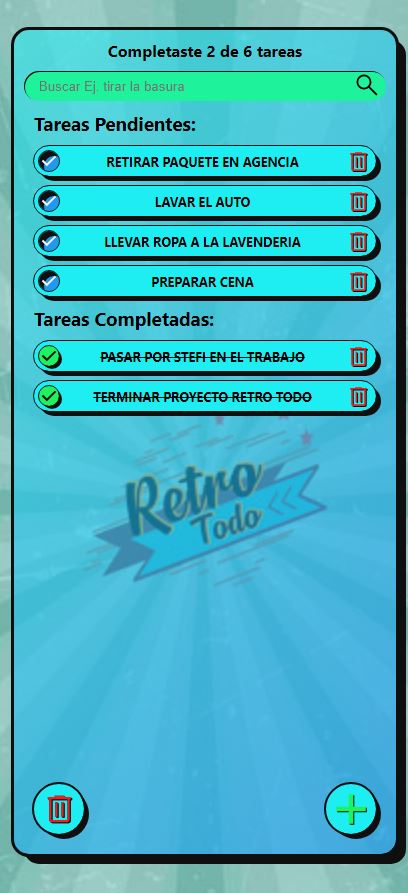 Completaste 2 de 6 tareas
Buscar Ej. tirar la basura
Tareas Pendientes:
RETIRAR PAQUETE EN AGENCIA
LAVAR EL AUTO
LLEVAR ROPA A LA LAVENDERIA
PREPARAR CENA
Tareas Completadas:
PASAR POR STEFI EN EL TRABAJO
TERMINAR PROYECTO RETRO TODO
Retro
Todo